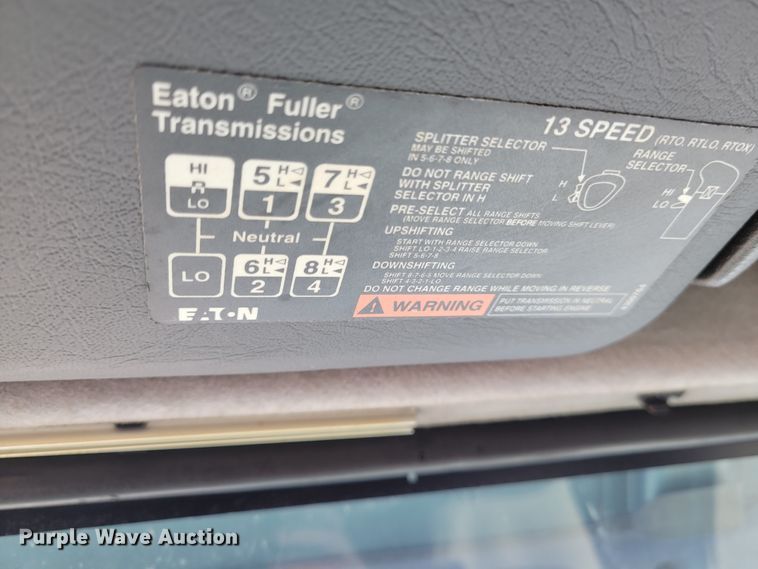 Eaton® Fuller®
Transmissions
HI
R
LO
5 H L
1
7 H L
3
Neutral
LO
6 H L
2
8 H L
4
EATON
13 SPEED (RTO, RTLO, RTOX)
SPLITTER SELECTOR
MAY BE SHIFTED
IN 5-6-7-8 ONLY
H
L
RANGE
SELECTOR
HI
LO
DO NOT RANGE SHIFT
WITH SPLITTER
SELECTOR IN H
PRE-SELECT ALL RANGE SHIFTS
(MOVE RANGE SELECTOR BEFORE MOVING SHIFT LEVER)
UPSHIFTING
START WITH RANGE SELECTOR DOWN
SHIFT LO-1-2-3-4 RAISE RANGE SELECTOR
SHIFT 5-6-7-8
DOWNSHIFTING
SHIFT 8-7-6-5 MOVE RANGE SELECTOR DOWN
SHIFT 4-3-2-1-LO
DO NOT CHANGE RANGE WHILE MOVING IN REVERSE
WARNING
PUT TRANSMISSION IN NEUTRAL
BEFORE STARTING ENGINE
Purple Wave Auction